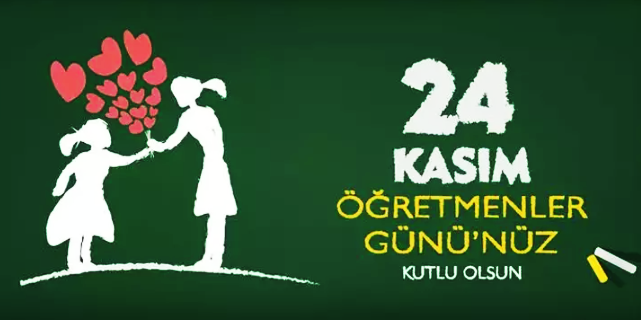 24
KASIM
ÖĞRETMENLER
GÜNÜ'NÜZ
KUTLU OLSUN